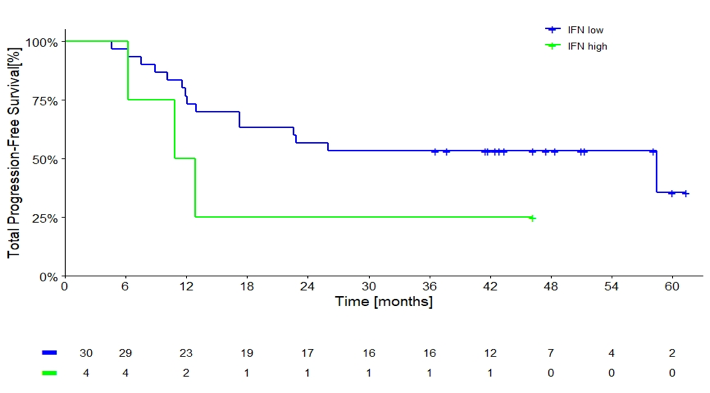 IFN low
IFN high
Total Progression-Free Survival[%]
100%
75%
50%
25%
0%
0 6 12 18 24 30 36 42 48 54 60
Time [months]
30 29 23 19 17 16 16 12 7 4 2
4 4 2 1 1 1 1 1 0 0 0